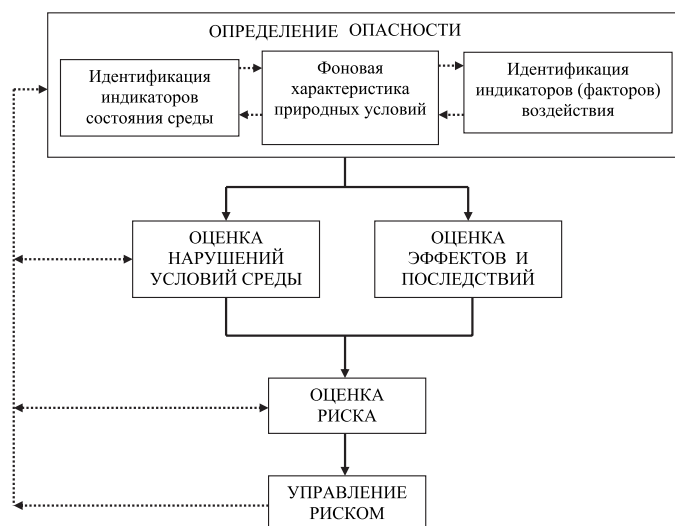 ОПРЕДЕЛЕНИЕ ОПАСНОСТИ
Идентификация
индикаторов
состояния среды
Фоновая
характеристика
природных условий
Идентификация
индикаторов (факторов)
воздействия
ОЦЕНКА
НАРУШЕНИЙ
УСЛОВИЙ СРЕДЫ
ОЦЕНКА
ЭФФЕКТОВ И
ПОСЛЕДСТВИЙ
ОЦЕНКА
РИСКА
УПРАВЛЕНИЕ
РИСКОМ